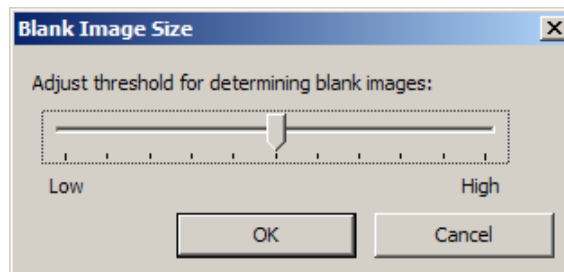 Blank Image Size
Adjust threshold for determining blank images:
Low High
OK Cancel